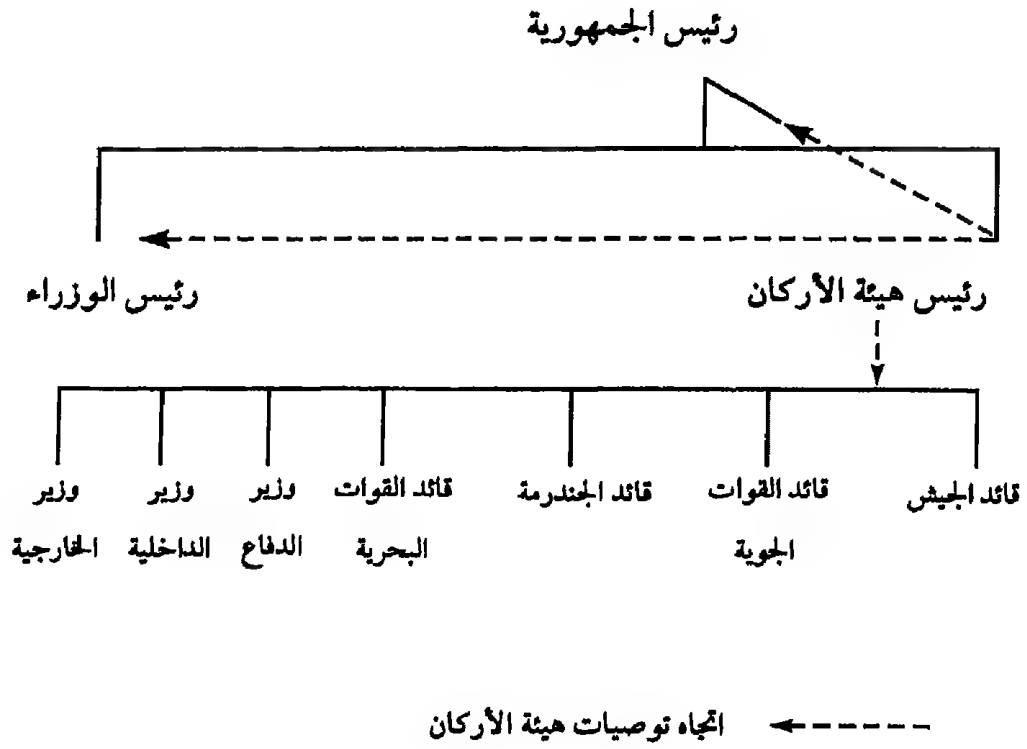 رئيس الجمهورية
رئيس هيئة الأركان
رئيس الوزراء
قائد الجيش
قائد القوات
الجوية
قائد الجندرمة
قائد القوات
البحرية
وزير
الدفاع
وزير
الداخلية
وزير
الخارجية
اتجاه توصيات هيئة الأركان